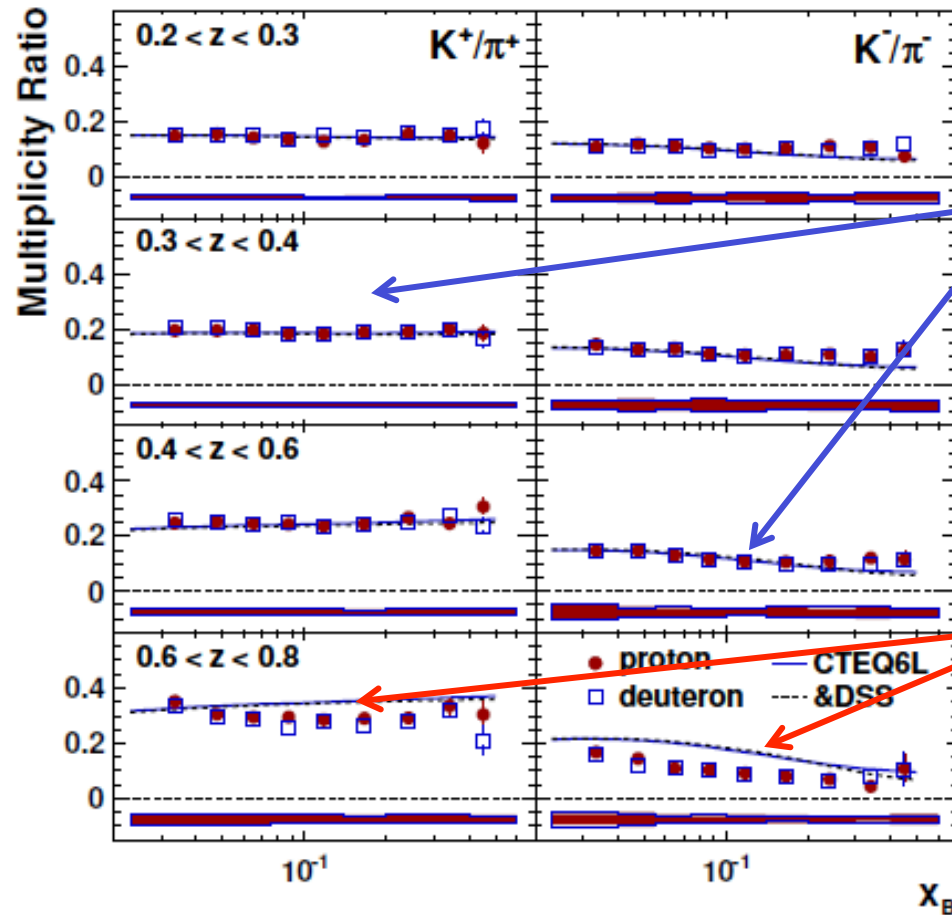 Multiplicity Ratio
0.2 < z < 0.3
K⁺/π⁺
K⁻/π⁻
0.4
0.2
0
0.3 < z < 0.4
0.4
0.2
0
0.4 < z < 0.6
0.4
0.2
0
0.6 < z < 0.8
proton
CTEQ6L
deuteron
&DSS
0.4
0.2
0
10⁻¹
10⁻¹